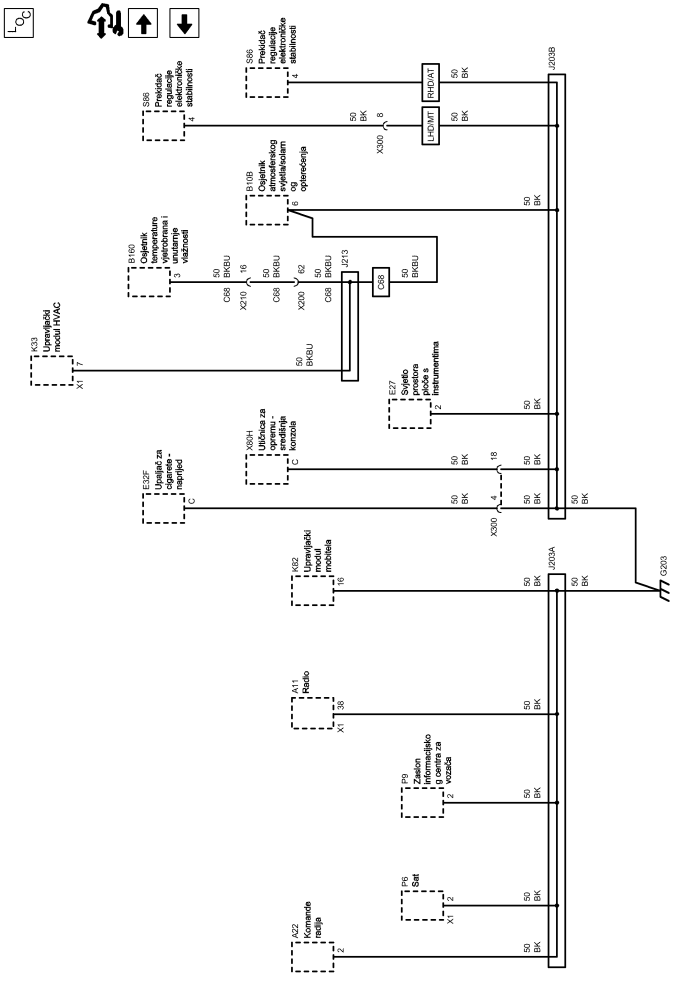 LOC
J203B
S86
Prekidač
regulacije
elektroničke
stabilnosti
4
RHD/AT
50
BK
S86
Prekidač
regulacije
elektroničke
stabilnosti
4
50
BK
8
X300
LHD/MT
50
BK
B10B
Osjetnik
atmosferskog
svjetla/solarn
og
opterećenja
6
50
BK
B160
Osjetnik
temperature
vjetrobrana i
unutarnje
vlažnosti
3
50
BKBU
C68
16
X210
50
BKBU
C68
62
X200
50
BKBU
C68
J213
C68
50
BKBU
K33
Upravljački
modul HVAC
7
X1
50
BKBU
E27
Svjetlo
prostora
ploče s
instrumentima
2
50
BK
X80H
Utičnica za
opremu -
središnja
konzola
C
50
BK
18
50
BK
E32F
Upaljač za
cigarete -
naprijed
C
50
BK
4
X300
50
BK
50
BK
J203A
K82
Upravljački
modul
mobitela
16
50
BK
50
BK
G203
A11
Radio
38
X1
50
BK
P9
Zaslon
informacijsko
g centra za
vozača
2
50
BK
P6
Sat
2
X1
50
BK
A22
Komande
radija
2
50
BK